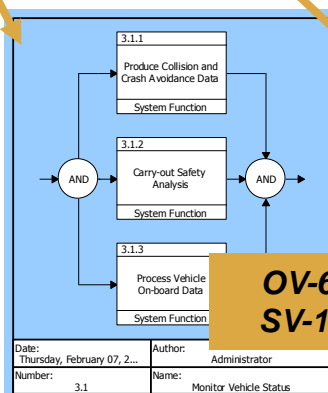 3.1.1
Produce Collision and
Crash Avoidance Data
System Function
3.1.2
AND
Carry-out Safety
Analysis
AND
System Function
3.1.3
Process Vehicle
On-board Data
System Function
OV-6
SV-1
Date:
Thursday, February 07, 2...
Author:
Administrator
Number:
3.1
Name:
Monitor Vehicle Status